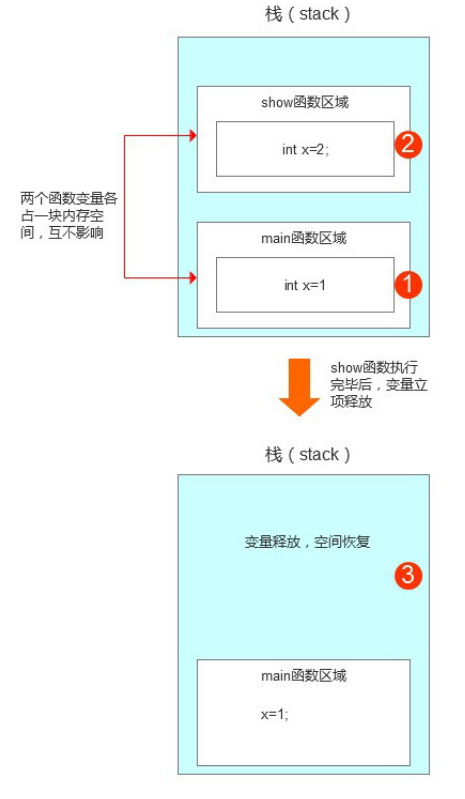 栈（stack）
show函数区域
int x=2;
2
两个函数变量各
占一块内存空
间，互不影响
main函数区域
int x=1
1
show函数执行
完毕后，变量立
项释放
栈（stack）
变量释放，空间恢复
3
main函数区域
x=1;